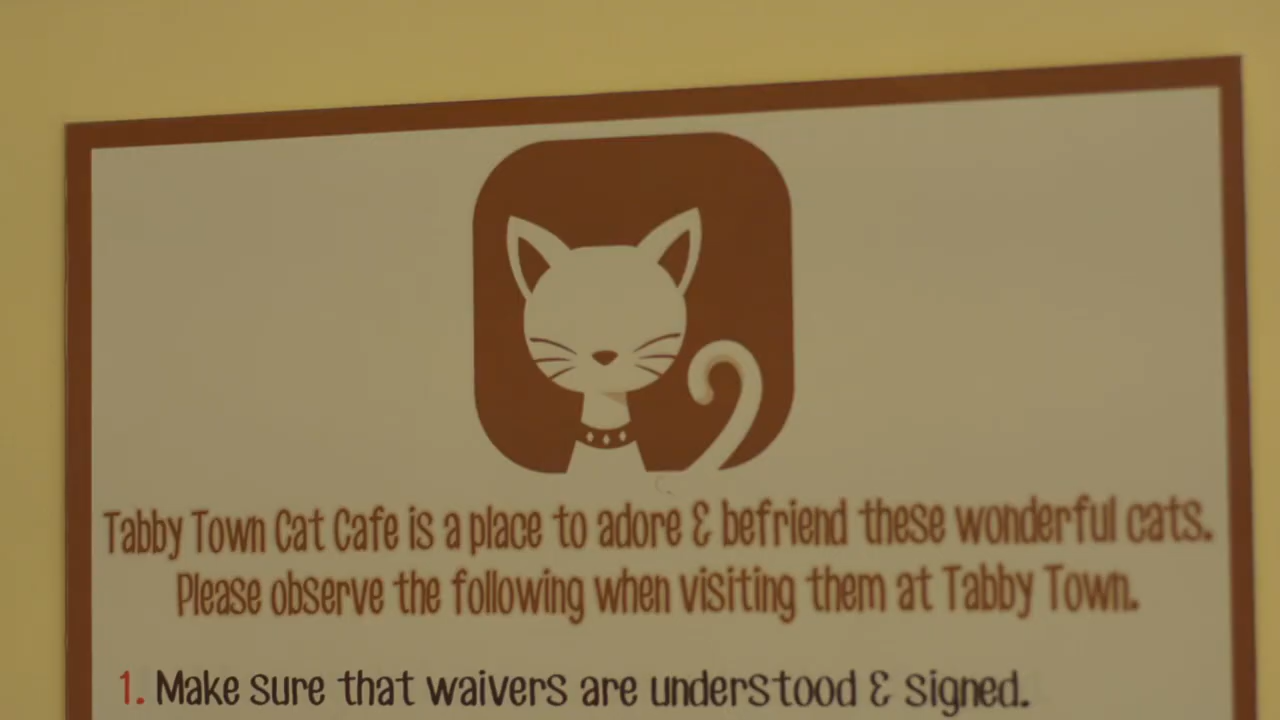 Tabby Town Cat Cafe is a place to adore & befriend these wonderful cats.
Please observe the following when visiting them at Tabby Town.
1. Make sure that waivers are understood & signed.